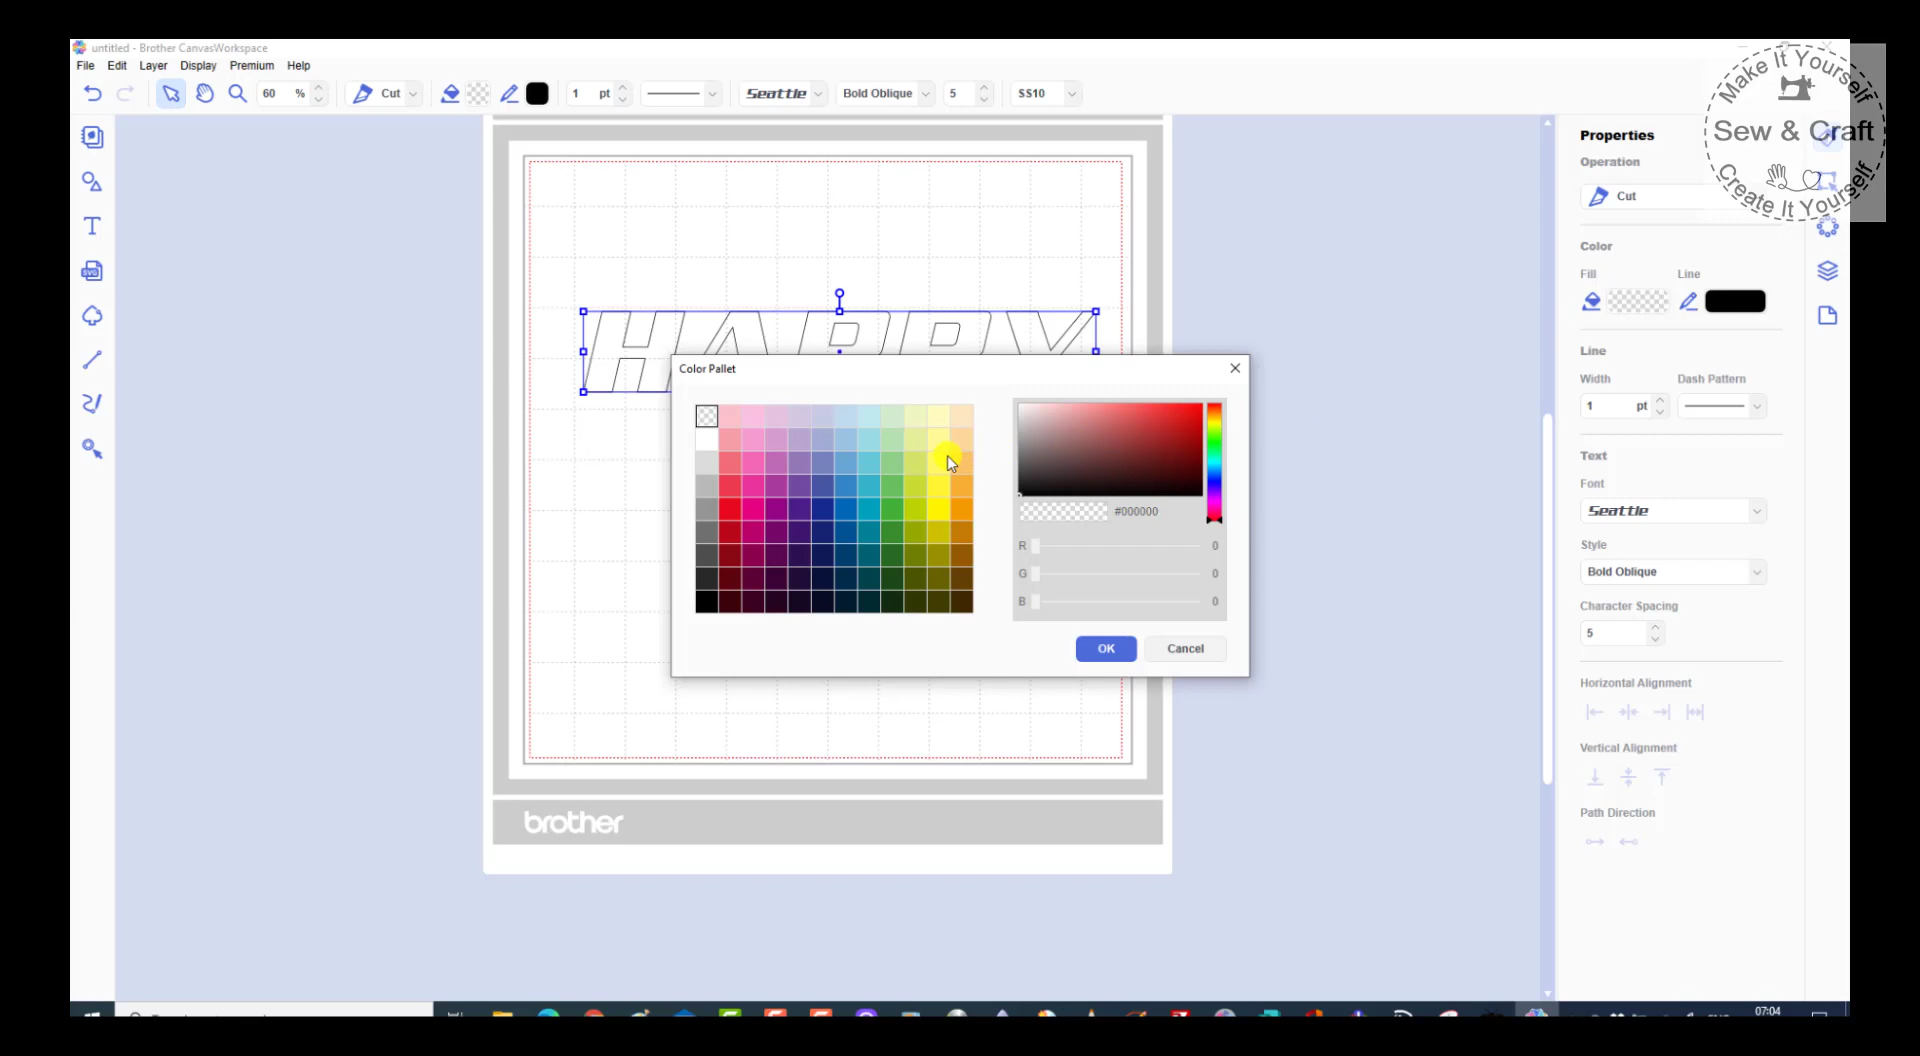 untitled - Brother CanvasWorkspace
File Edit Layer Display Premium Help
60 % Cut 1 pt Seattle Bold Oblique 5 SS10
Make It Yourself
Sew & Craft
Create It Yourself
Properties
Operation
Cut
Color
Fill Line
Line
Width Dash Pattern
1 pt
Text
Font
Seattle
Style
Bold Oblique
Character Spacing
5
Horizontal Alignment
Vertical Alignment
Path Direction
SVG
HAPPY
Color Pallet
#000000
R 0
G 0
B 0
OK Cancel
brother
07:04